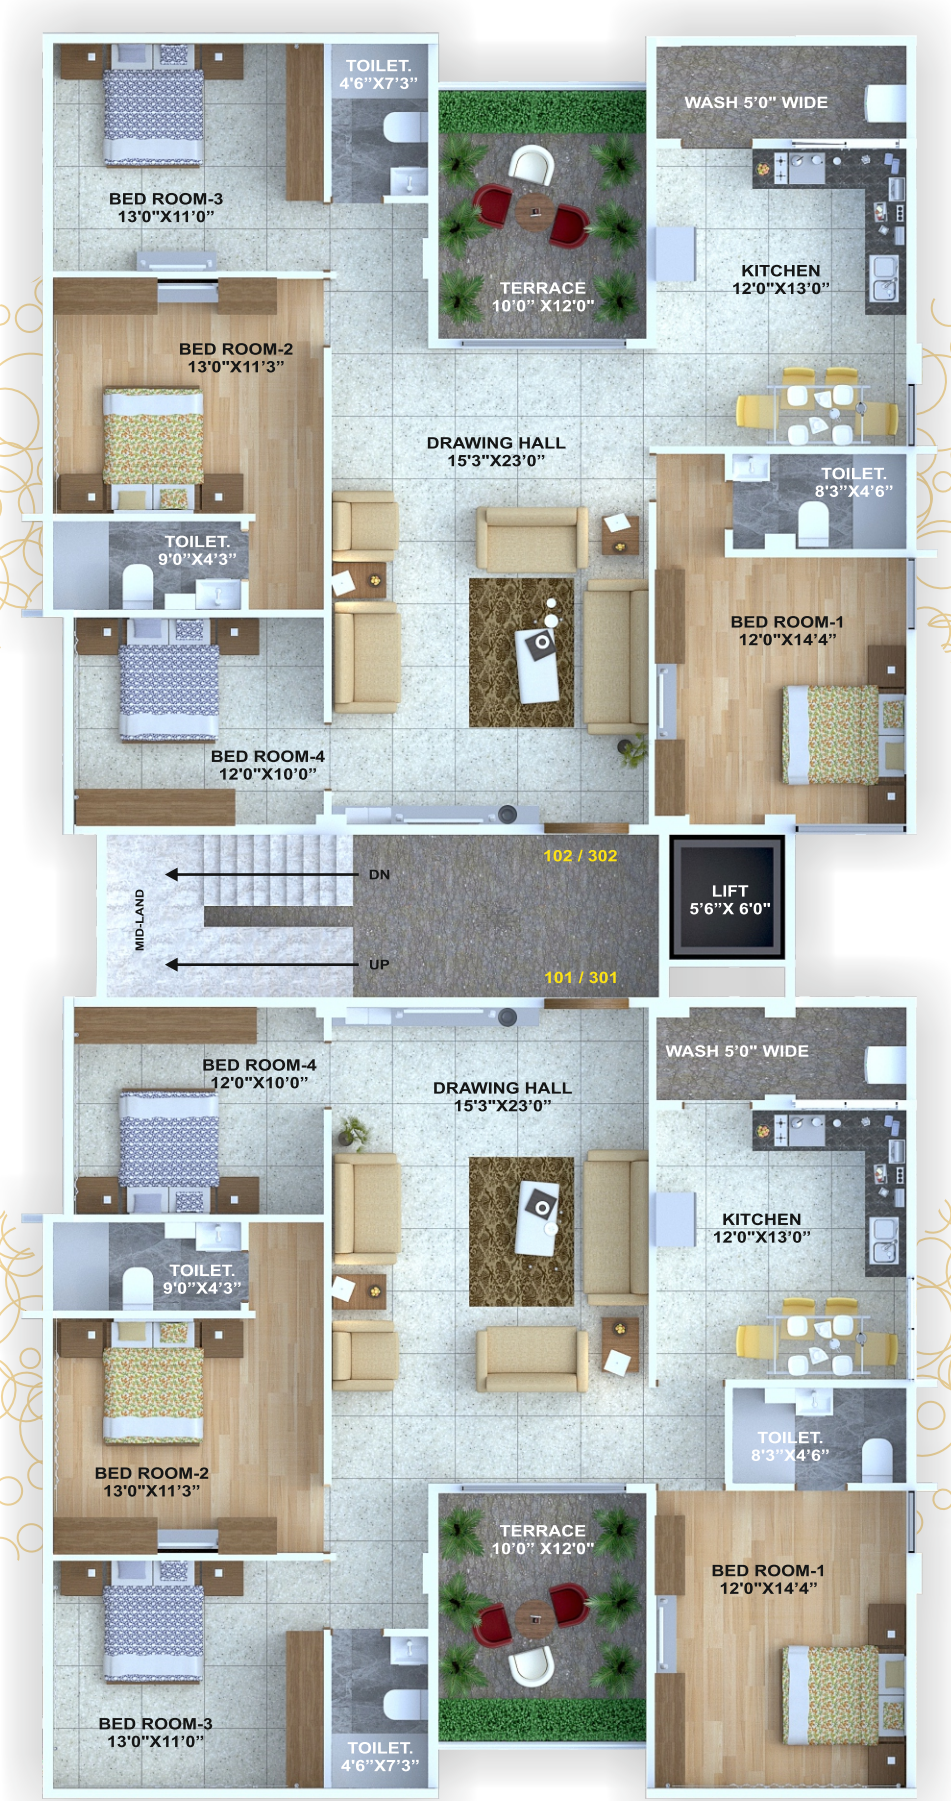 TOILET.
4'6”X7'3”
WASH 5'0" WIDE
BED ROOM-3
13'0"X11'0”
KITCHEN
12'0"X13'0”
TERRACE
10'0” X12'0"
BED ROOM-2
13'0"X11'3”
DRAWING HALL
15'3"X23'0”
TOILET.
8'3”X4'6”
TOILET.
9'0”X4'3”
BED ROOM-1
12'0"X14'4”
BED ROOM-4
12'0"X10'0”
102 / 302
DN
MID-LAND
LIFT
5'6”X 6'0"
UP
101 / 301
WASH 5'0" WIDE
BED ROOM-4
12'0"X10'0”
DRAWING HALL
15'3"X23'0”
KITCHEN
12'0"X13'0”
TOILET.
9'0”X4'3”
TOILET.
8'3”X4'6”
BED ROOM-2
13'0"X11'3”
TERRACE
10'0” X12'0"
BED ROOM-1
12'0"X14'4”
BED ROOM-3
13'0"X11'0”
TOILET.
4'6”X7'3”